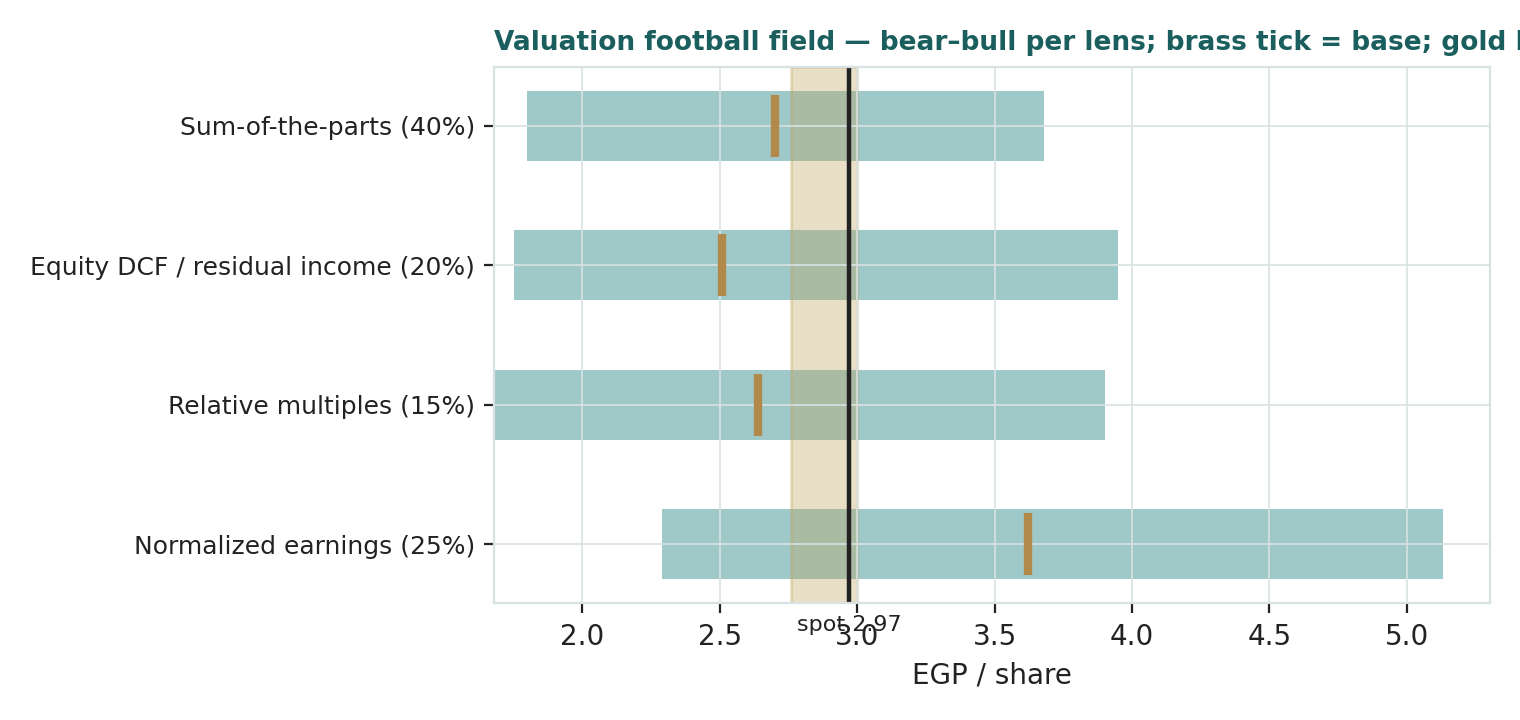 Valuation football field — bear–bull per lens; brass tick = base; gold
Sum-of-the-parts (40%)
Equity DCF / residual income (20%)
Relative multiples (15%)
Normalized earnings (25%)
spot 2.97
2.0 2.5 3.0 3.5 4.0 4.5 5.0
EGP / share